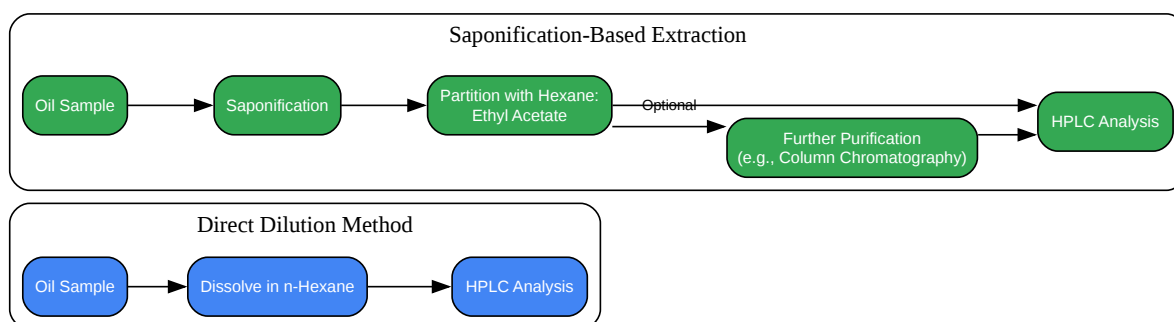 Saponification-Based Extraction
Oil Sample
Saponification
Partition with Hexane:
Ethyl Acetate
Optional
Further Purification
(e.g., Column Chromatography)
HPLC Analysis
Direct Dilution Method
Oil Sample
Dissolve in n-Hexane
HPLC Analysis